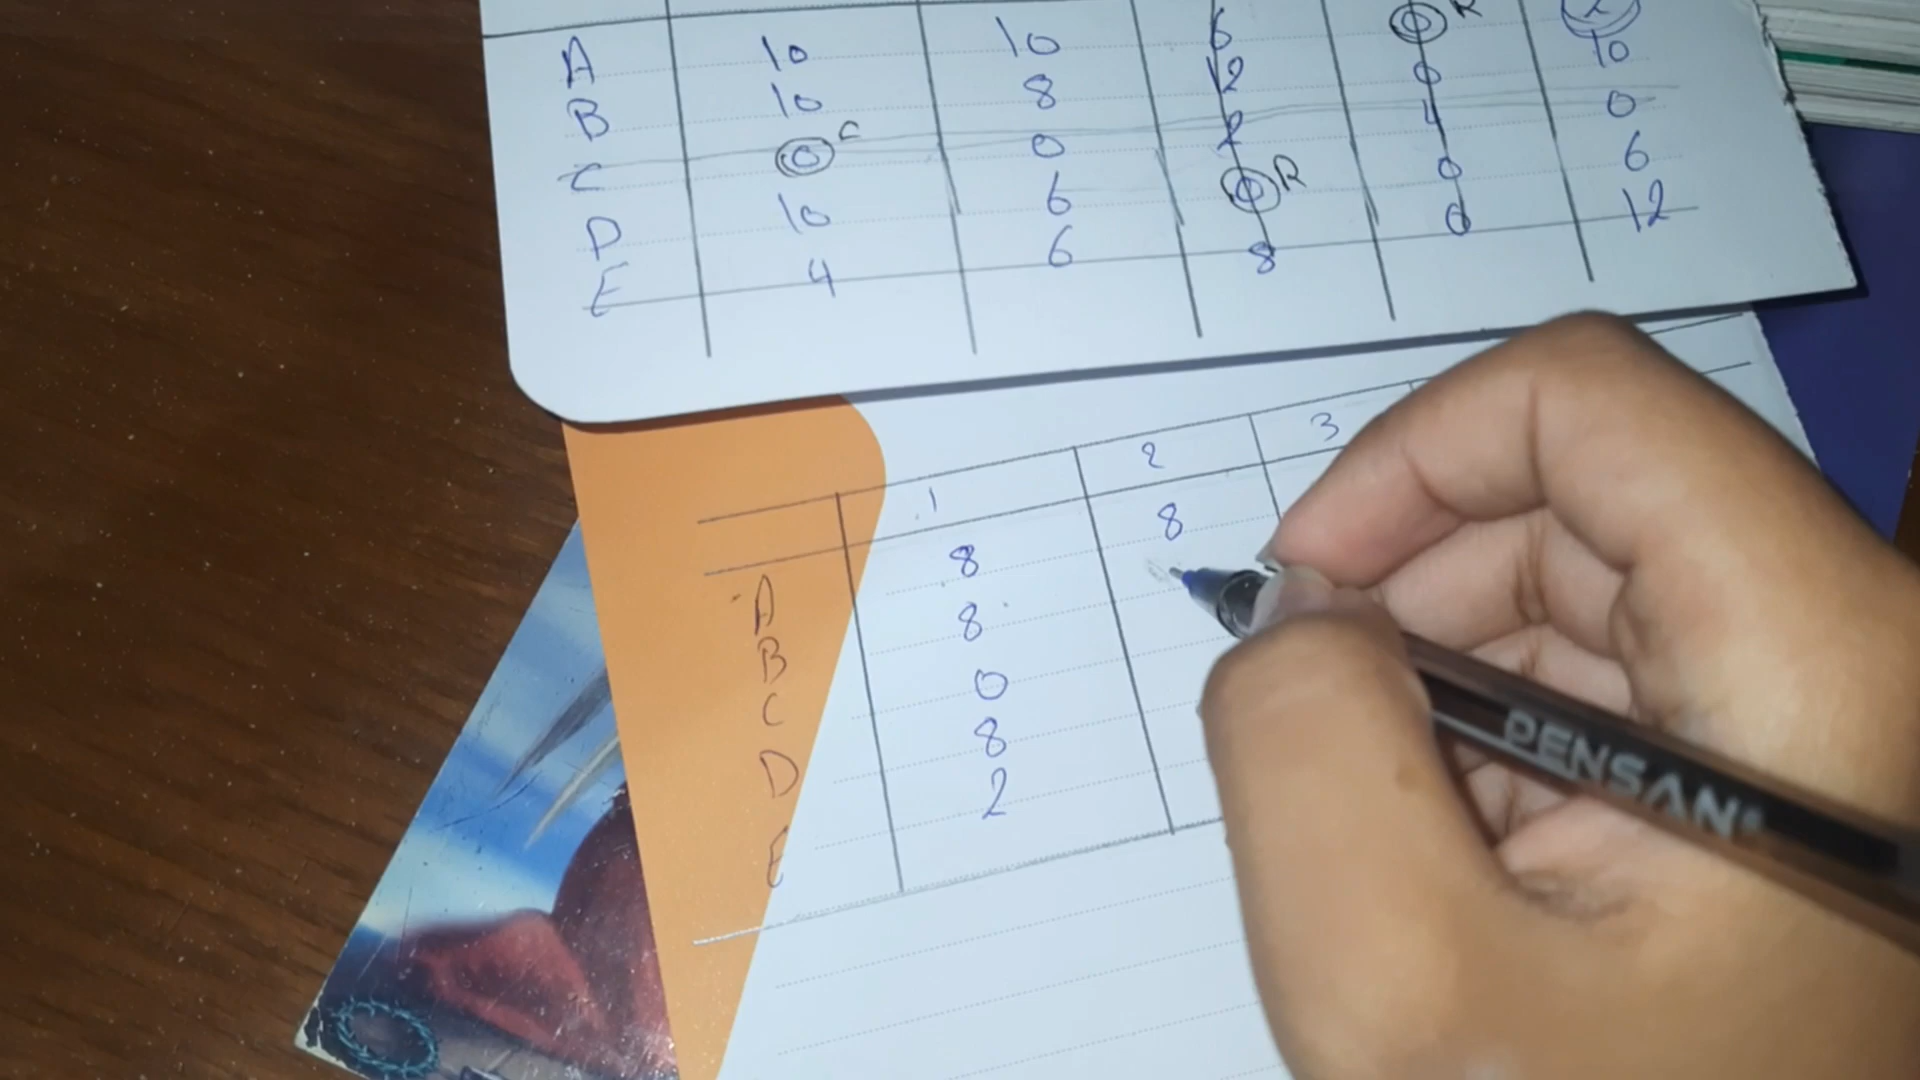 A 10 10 6 0 R
B 10 8 12 0 10
C 0 C 0 2 4 0
D 10 6 0 R 0 6
E 4 6 8 0 12
1 2 3
A 8 8
B 8
C 0
D 8
E 2
PENSAN